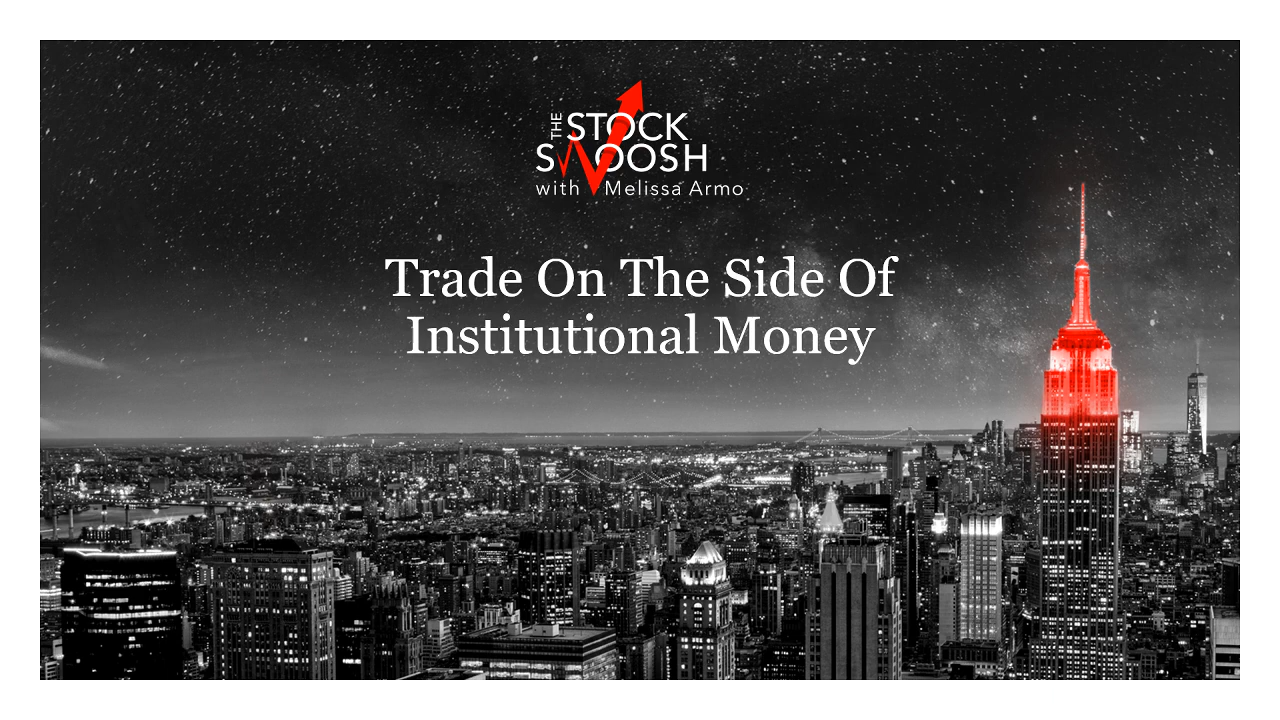 THE STOCK
SWOOSH
with Melissa Armo
Trade On The Side Of
Institutional Money